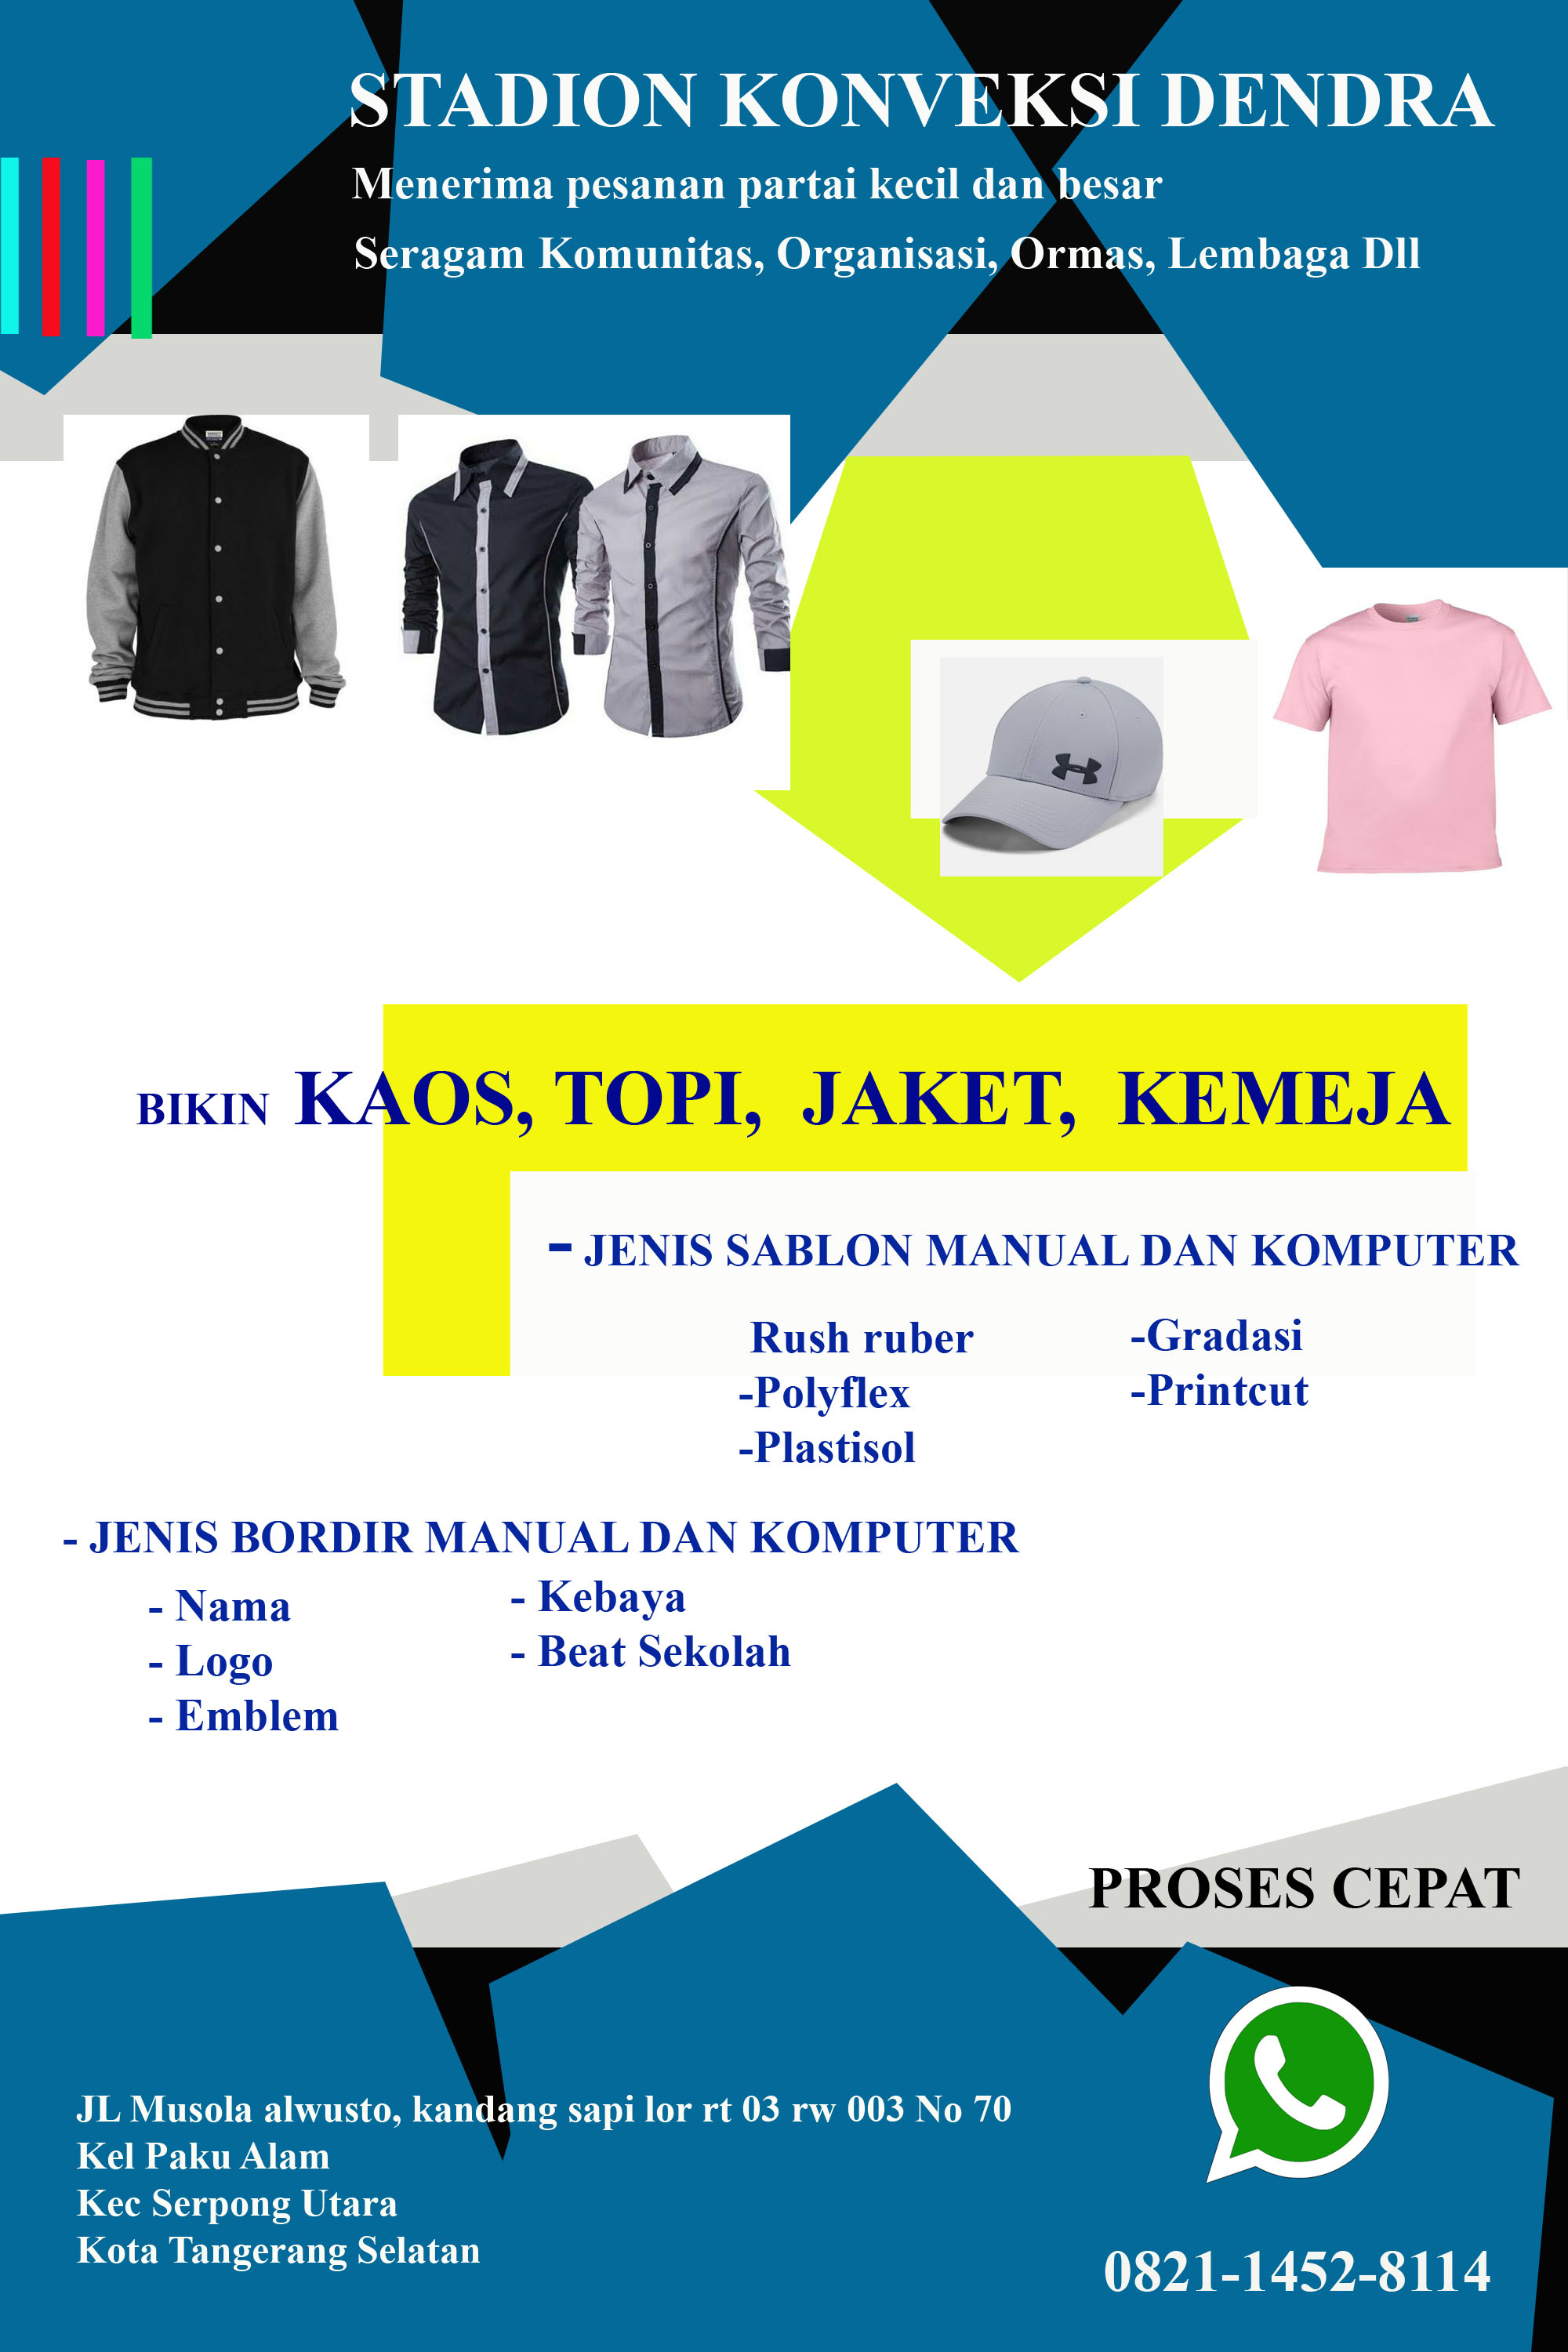 STADION KONVEKSI DENDRA
Menerima pesanan partai kecil dan besar
Seragam Komunitas, Organisasi, Ormas, Lembaga Dll
BIKIN KAOS, TOPI, JAKET, KEMEJA
- JENIS SABLON MANUAL DAN KOMPUTER
Rush ruber
-Polyflex
-Plastisol
-Gradasi
-Printcut
- JENIS BORDIR MANUAL DAN KOMPUTER
- Nama
- Logo
- Emblem
- Kebaya
- Beat Sekolah
PROSES CEPAT
JL Musola alwusto, kandang sapi lor rt 03 rw 003 No 70
Kel Paku Alam
Kec Serpong Utara
Kota Tangerang Selatan
0821-1452-8114